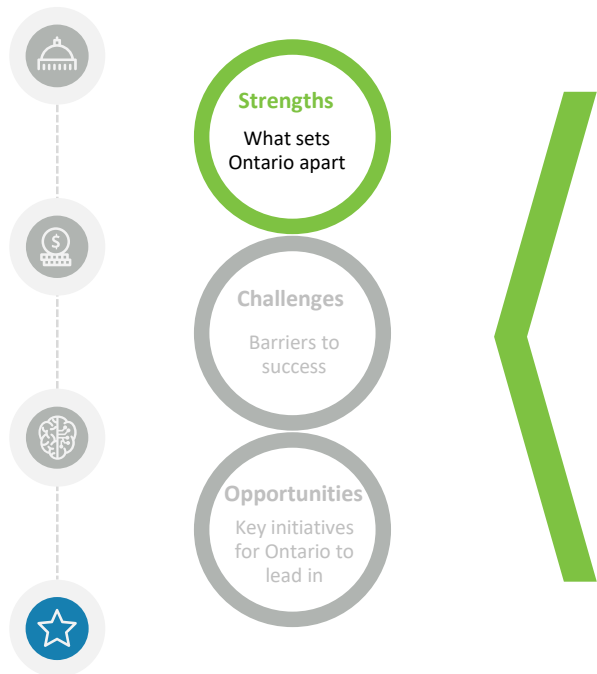 Strengths
What sets
Ontario apart
$
Challenges
Barriers to
success
Opportunities
Key initiatives
for Ontario to
lead in